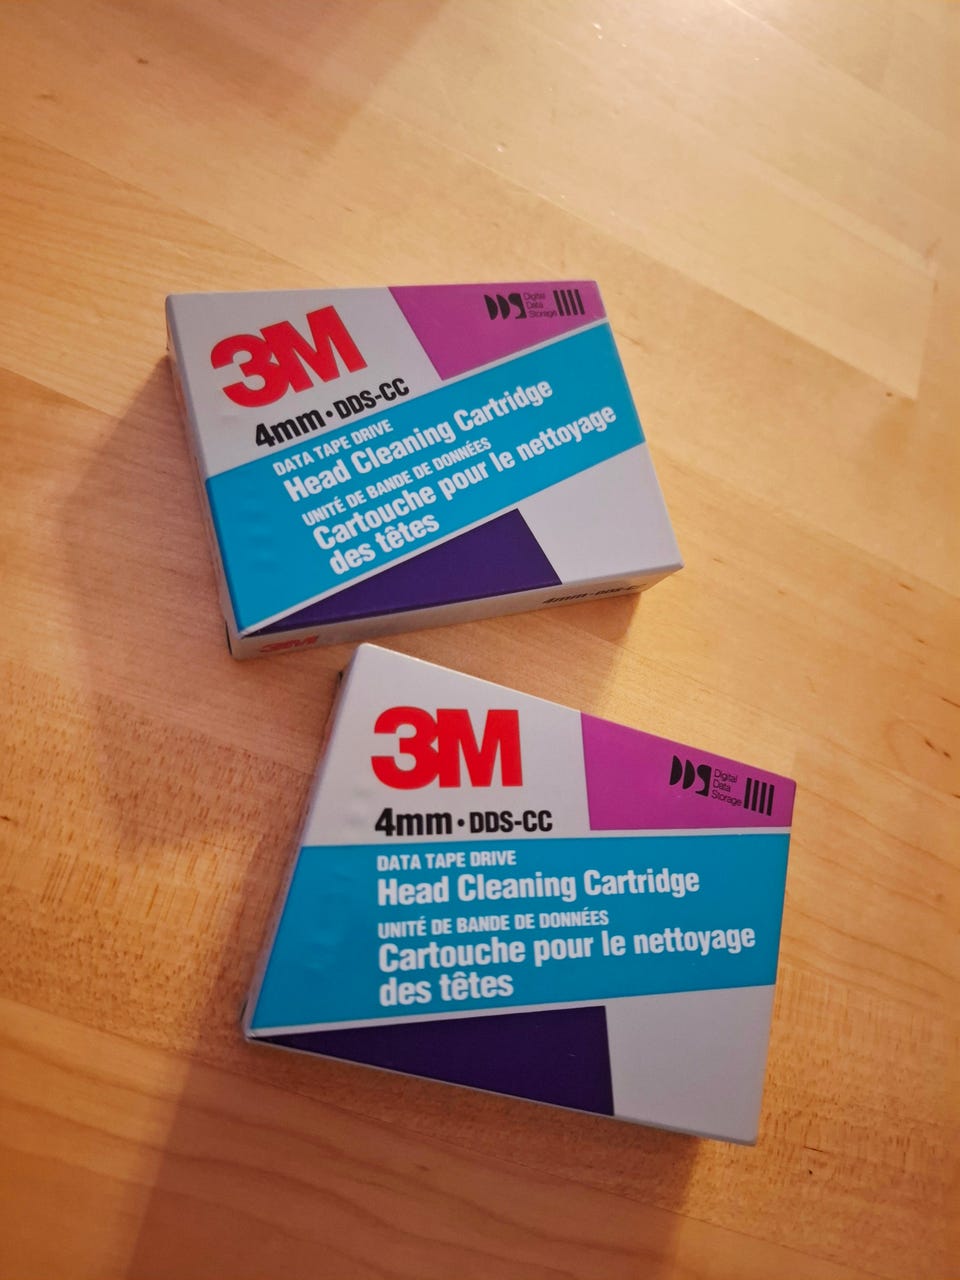 3M
DDS Digital
Data
Storage
4mm•DDS-CC
DATA TAPE DRIVE
Head Cleaning Cartridge
UNITÉ DE BANDE DE DONNÉES
Cartouche pour le nettoyage
des têtes
3M
4mm•DDS-CC
3M
DDS Digital
Data
Storage
4mm•DDS-CC
DATA TAPE DRIVE
Head Cleaning Cartridge
UNITÉ DE BANDE DE DONNÉES
Cartouche pour le nettoyage
des têtes